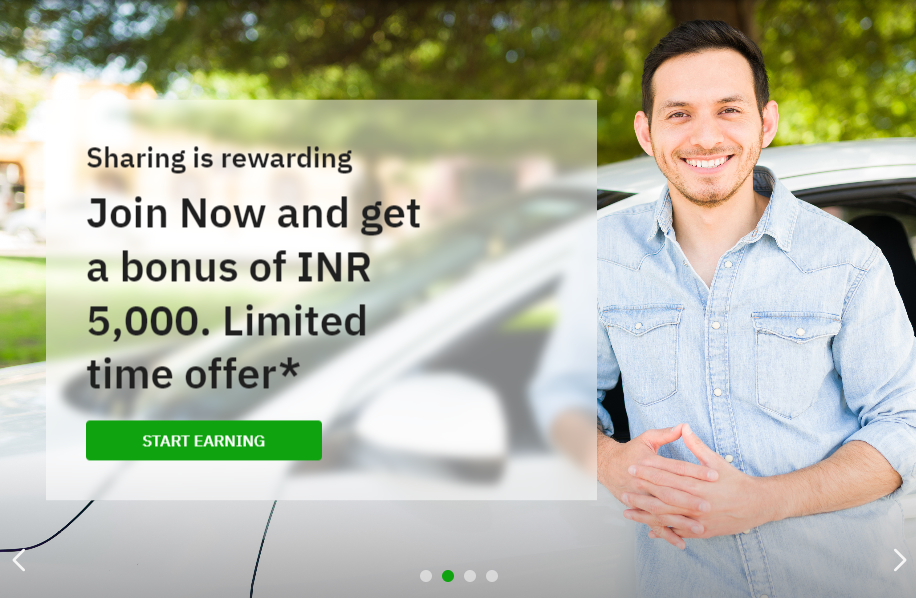 Sharing is rewarding
Join Now and get
a bonus of INR
5,000. Limited
time offer*
START EARNING